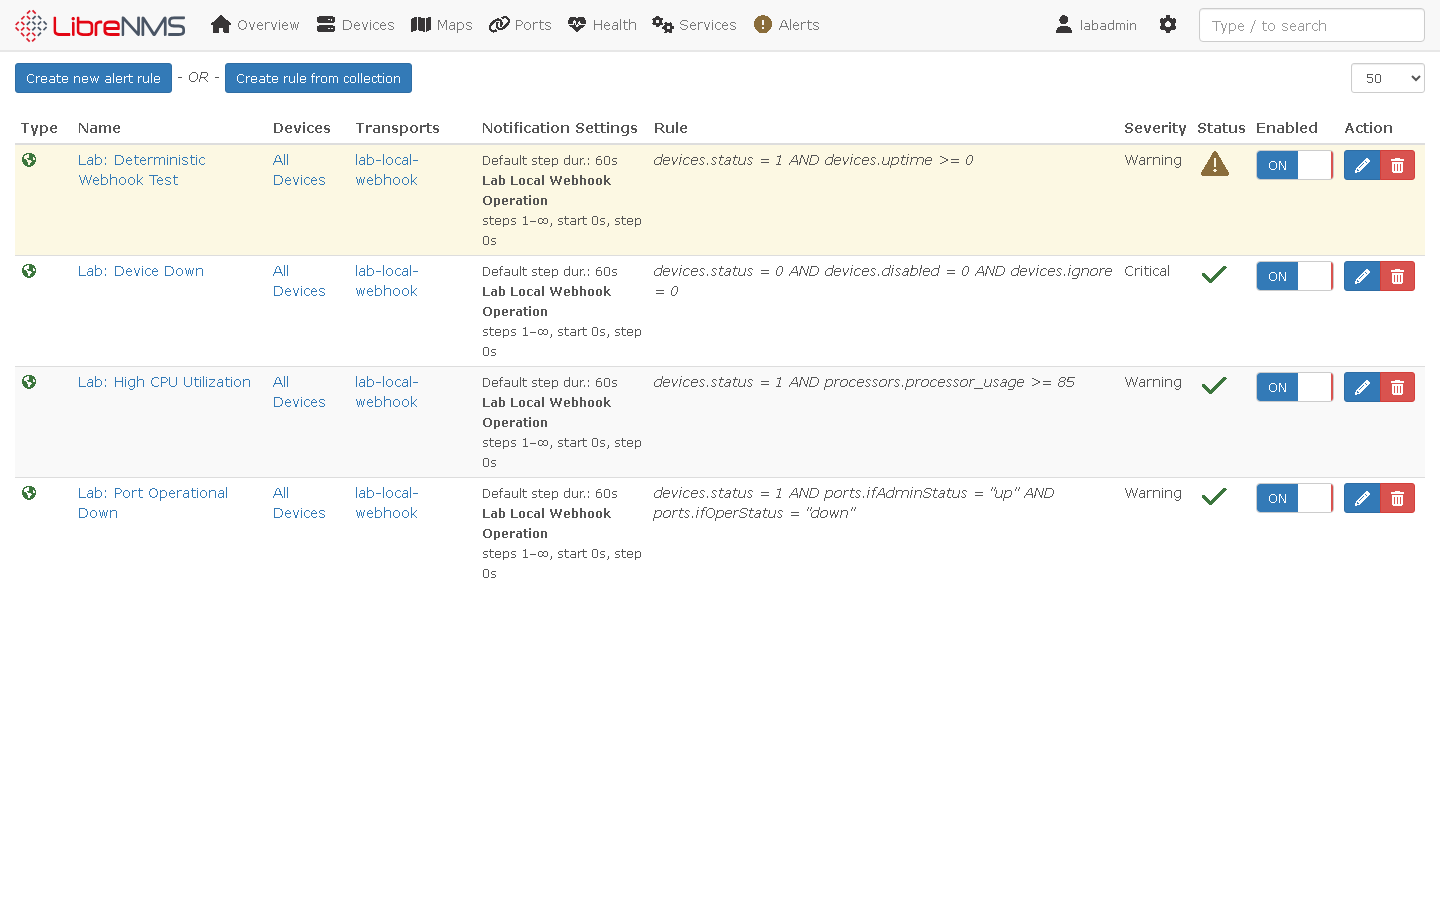 LibreNMS Overview Devices Maps Ports Health Services Alerts labadmin Type / to search
Create new alert rule - OR - Create rule from collection 50
Type Name Devices Transports Notification Settings Rule Severity Status Enabled Action
Lab: Deterministic All lab-local- Default step dur.: 60s devices.status = 1 AND devices.uptime >= 0 Warning ON
Webhook Test Devices webhook Lab Local Webhook
Operation
steps 1–∞, start 0s, step
0s
Lab: Device Down All lab-local- Default step dur.: 60s devices.status = 0 AND devices.disabled = 0 AND devices.ignore Critical ON
Devices webhook Lab Local Webhook = 0
Operation
steps 1–∞, start 0s, step
0s
Lab: High CPU Utilization All lab-local- Default step dur.: 60s devices.status = 1 AND processors.processor_usage >= 85 Warning ON
Devices webhook Lab Local Webhook
Operation
steps 1–∞, start 0s, step
0s
Lab: Port Operational All lab-local- Default step dur.: 60s devices.status = 1 AND ports.ifAdminStatus = "up" AND Warning ON
Down Devices webhook Lab Local Webhook ports.ifOperStatus = "down"
Operation
steps 1–∞, start 0s, step
0s